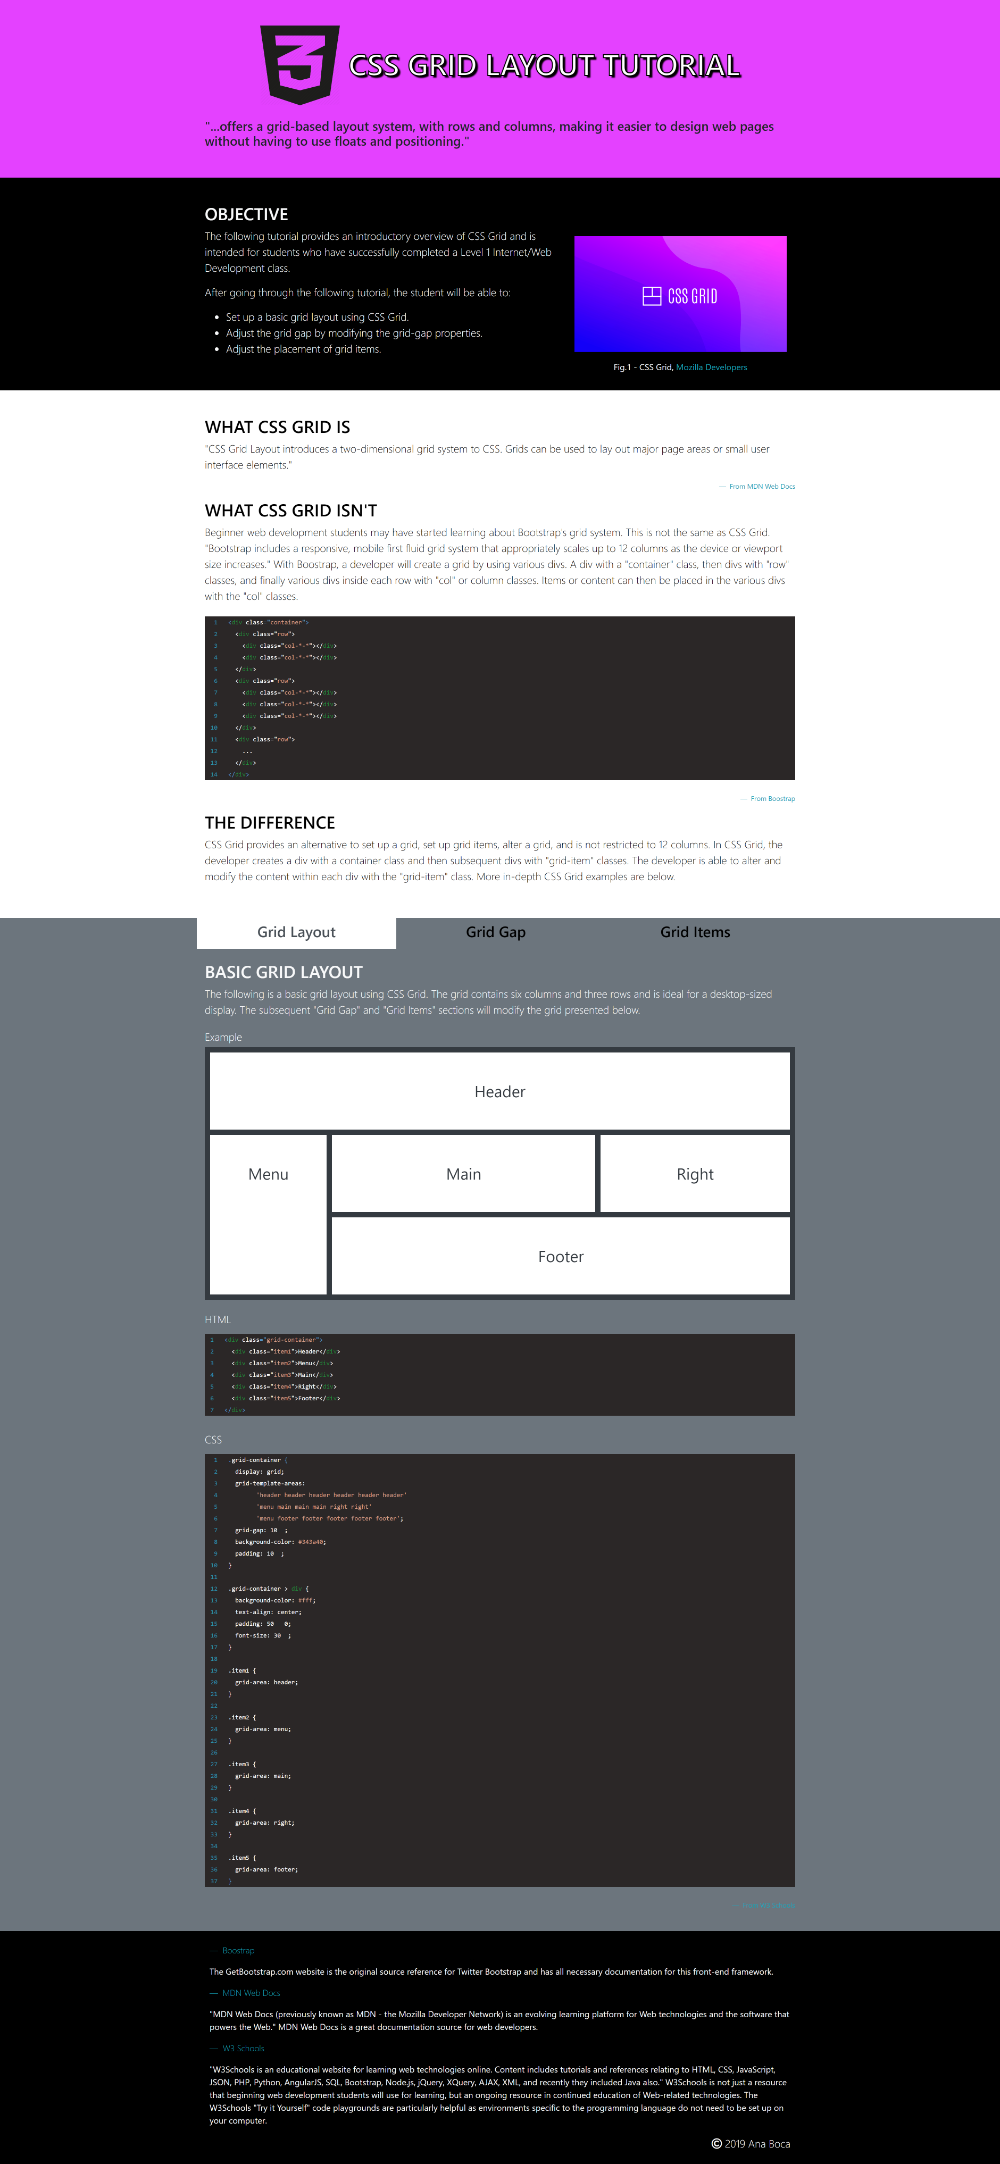 CSS GRID LAYOUT TUTORIAL
"...offers a grid-based layout system, with rows and columns, making it easier to design web pages
without having to use floats and positioning."
OBJECTIVE
The following tutorial provides an introductory overview of CSS Grid and is
intended for students who have successfully completed a Level 1 Internet/Web
Development class.
After going through the following tutorial, the student will be able to:
• Set up a basic grid layout using CSS Grid.
• Adjust the grid gap by modifying the grid-gap properties.
• Adjust the placement of grid items.
CSS GRID
Fig.1 - CSS Grid, Mozilla Developers
WHAT CSS GRID IS
"CSS Grid Layout introduces a two-dimensional grid system to CSS. Grids can be used to lay out major page areas or small user
interface elements."
— From MDN Web Docs
WHAT CSS GRID ISN'T
Beginner web development students may have started learning about Bootstrap's grid system. This is not the same as CSS Grid.
"Bootstrap includes a responsive, mobile first fluid grid system that appropriately scales up to 12 columns as the device or viewport
size increases." With Boostrap, a developer will create a grid by using various divs. A div with a "container" class, then divs with "row"
classes, and finally various divs inside each row with "col" or column classes. Items or content can then be placed in the various divs
with the "col" classes.
1 <div class "container">
2 <div class="row">
3 <div class="col-*-*"></div>
4 <div class="col-*-*"></div>
5 </div>
6 <div class="row">
7 <div class="col-*-*"></div>
8 <div class="col-*-*"></div>
9 <div class="col-*-*"></div>
10 </div>
11 <div class="row">
12 ...
13 </div>
14 </div>
— From Boostrap
THE DIFFERENCE
CSS Grid provides an alternative to set up a grid, set up grid items, alter a grid, and is not restricted to 12 columns. In CSS Grid, the
developer creates a div with a container class and then subsequent divs with "grid-item" classes. The developer is able to alter and
modify the content within each div with the "grid-item" class. More in-depth CSS Grid examples are below.
Grid Layout Grid Gap Grid Items
BASIC GRID LAYOUT
The following is a basic grid layout using CSS Grid. The grid contains six columns and three rows and is ideal for a desktop-sized
display. The subsequent "Grid Gap" and "Grid Items" sections will modify the grid presented below.
Example
Header
Menu Main Right
Footer
HTML
1 <div class="grid-container">
2 <div class="item1">Header</div>
3 <div class="item2">Menu</div>
4 <div class="item3">Main</div>
5 <div class="item4">Right</div>
6 <div class="item5">Footer</div>
7 </div>
CSS
1 .grid-container {
2 display: grid;
3 grid-template-areas:
4 'header header header header header header'
5 'menu main main main right right'
6 'menu footer footer footer footer footer';
7 grid-gap: 10 ;
8 background-color: #343a40;
9 padding: 10 ;
10 }
11
12 .grid-container > div {
13 background-color: #fff;
14 text-align: center;
15 padding: 50 0;
16 font-size: 30 ;
17 }
18
19 .item1 {
20 grid-area: header;
21 }
22
23 .item2 {
24 grid-area: menu;
25 }
26
27 .item3 {
28 grid-area: main;
29 }
30
31 .item4 {
32 grid-area: right;
33 }
34
35 .item5 {
36 grid-area: footer;
37 }
— Boostrap
The GetBootstrap.com website is the original source reference for Twitter Bootstrap and has all necessary documentation for this front-end framework.
— MDN Web Docs
"MDN Web Docs (previously known as MDN - the Mozilla Developer Network) is an evolving learning platform for Web technologies and the software that
powers the Web." MDN Web Docs is a great documentation source for web developers.
— W3 Schools
"W3Schools is an educational website for learning web technologies online. Content includes tutorials and references relating to HTML, CSS, JavaScript,
JSON, PHP, Python, AngularJS, SQL, Bootstrap, Node.js, jQuery, XQuery, AJAX, XML, and recently they included Java also." W3Schools is not just a resource
that beginning web development students will use for learning, but an ongoing resource in continued education of Web-related technologies. The
W3Schools "Try it Yourself" code playgrounds are particularly helpful as environments specific to the programming language do not need to be set up on
your computer.
© 2019 Ana Boca